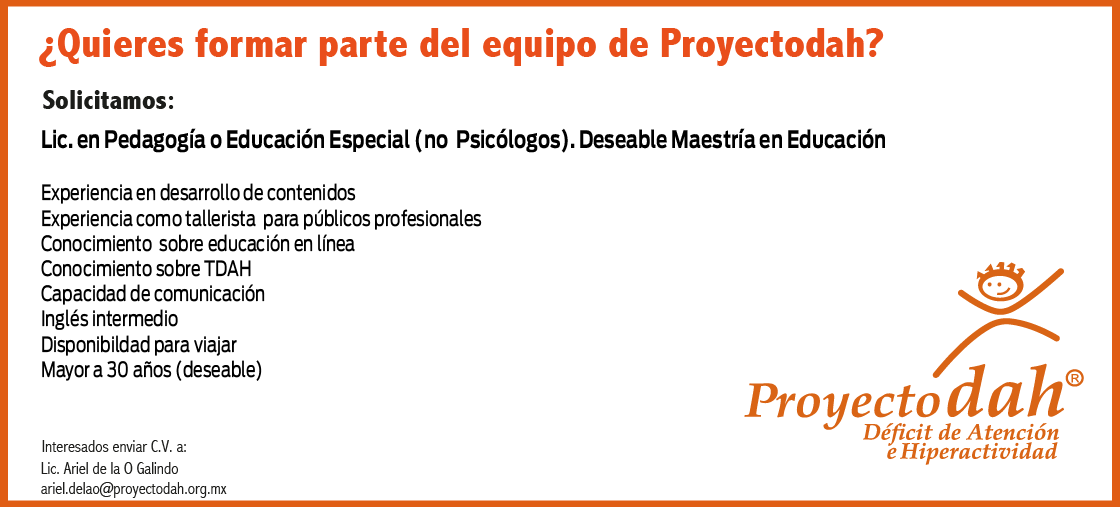 ¿Quieres formar parte del equipo de Proyectodah?
Solicitamos:
Lic. en Pedagogía o Educación Especial (no Psicólogos). Deseable Maestría en Educación
Experiencia en desarrollo de contenidos
Experiencia como tallerista para públicos profesionales
Conocimiento sobre educación en línea
Conocimiento sobre TDAH
Capacidad de comunicación
Inglés intermedio
Disponibildad para viajar
Mayor a 30 años (deseable)
Interesados enviar C.V. a:
Lic. Ariel de la O Galindo
ariel.delao@proyectodah.org.mx
Proyectodah®
Déficit de Atención
e Hiperactividad